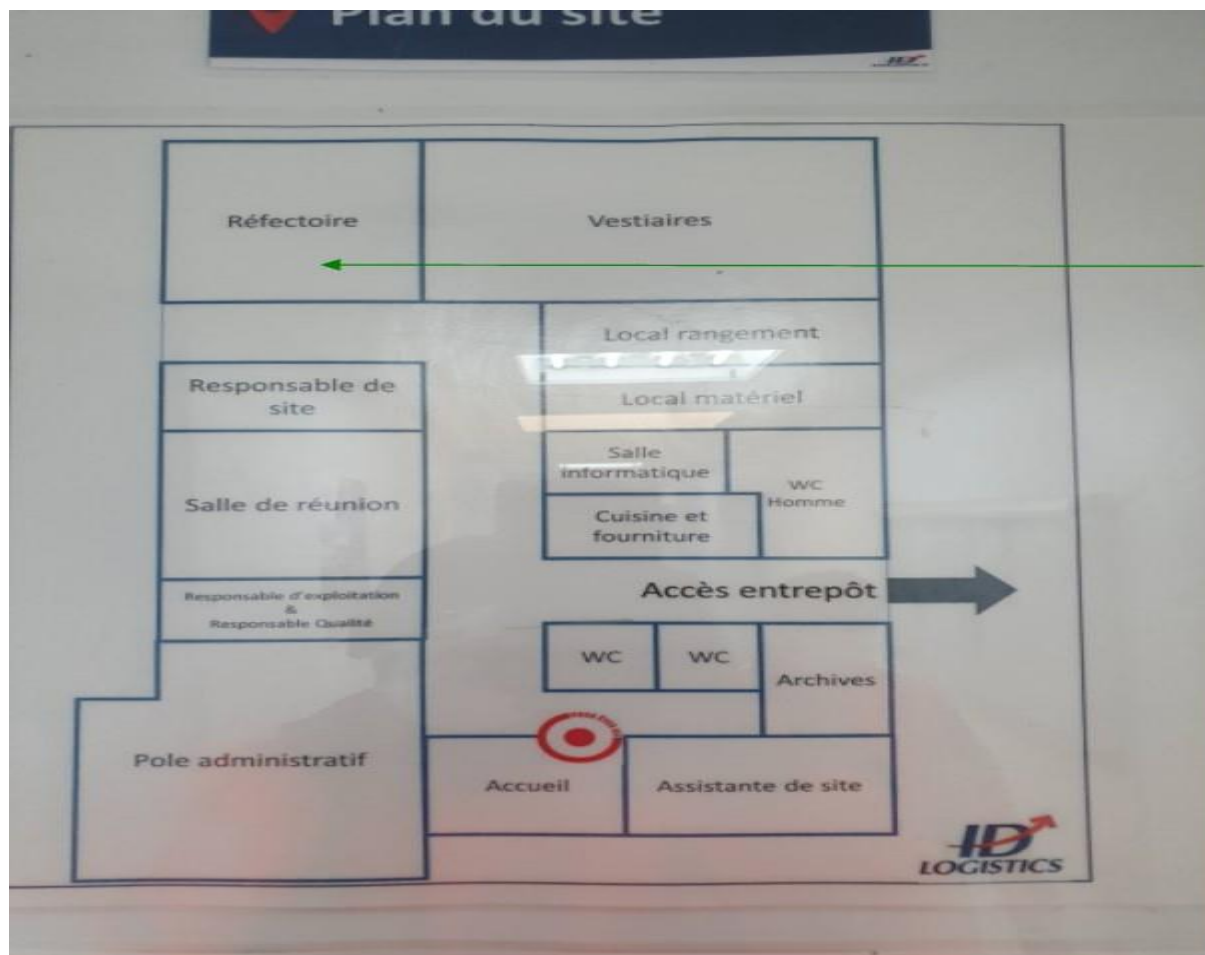 Plan du site
Réfectoire
Vestiaires
Local rangement
Responsable de
site
Local matériel
Salle
informatique
WC
Homme
Salle de réunion
Cuisine et
fourniture
Responsable d'exploitation
&
Responsable Qualité
Accès entrepôt
WC
WC
Archives
Pole administratif
Accueil
Assistante de site
ID
LOGISTICS